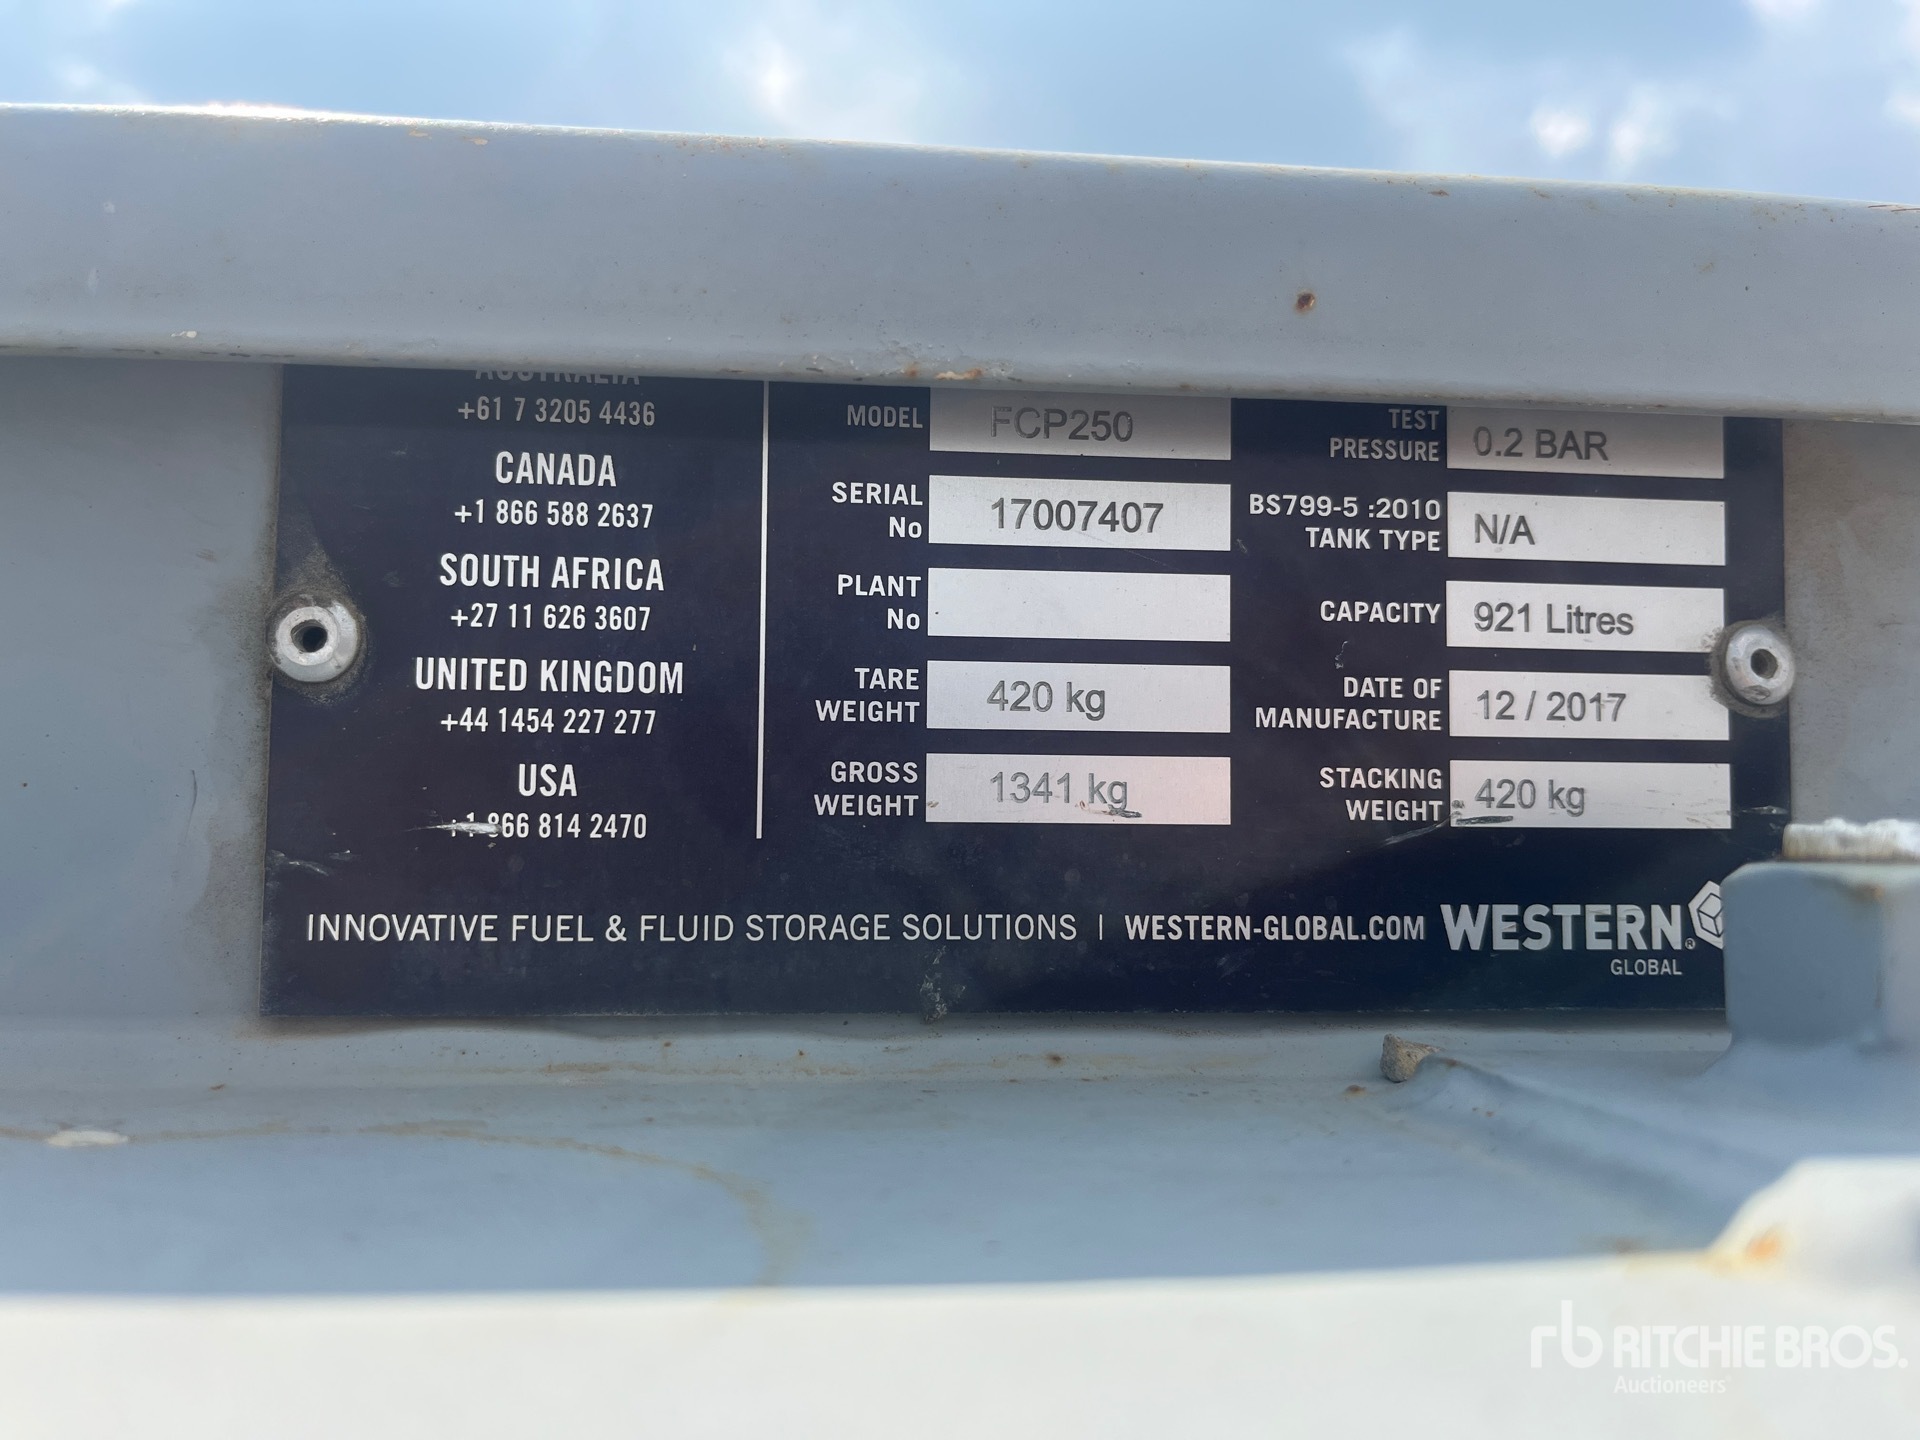 AUSTRALIA
+61 7 3205 4436
CANADA
+1 866 588 2637
SOUTH AFRICA
+27 11 626 3607
UNITED KINGDOM
+44 1454 227 277
USA
+1 866 814 2470
MODEL FCP250
SERIAL No 17007407
PLANT No
TARE WEIGHT 420 kg
GROSS WEIGHT 1341 kg
TEST PRESSURE 0.2 BAR
BS799-5 :2010 TANK TYPE N/A
CAPACITY 921 Litres
DATE OF MANUFACTURE 12 / 2017
STACKING WEIGHT 420 kg
INNOVATIVE FUEL & FLUID STORAGE SOLUTIONS | WESTERN-GLOBAL.COM WESTERN®
GLOBAL
rb RITCHIE BROS.
Auctioneers